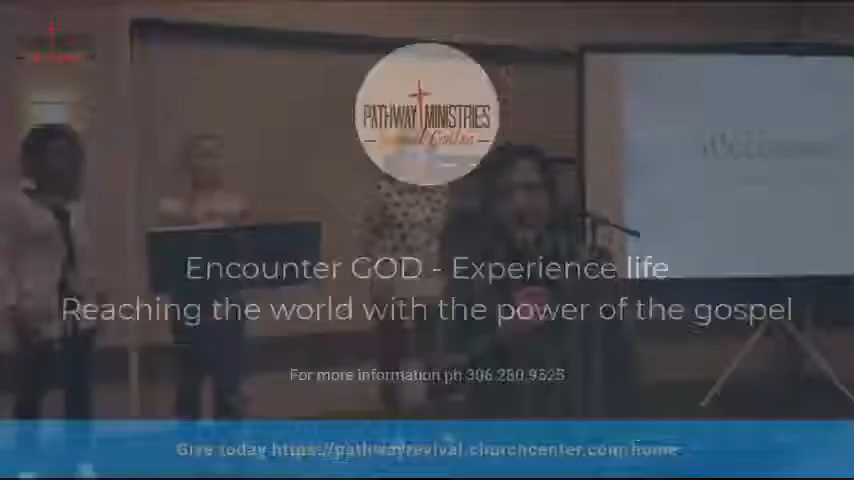 PATHWAY MINISTRIES
Encounter GOD - Experience life
Reaching the world with the power of the gospel
For more information ph 306.250.9525
Give today https://pathwayrevival.churchcenter.com/home